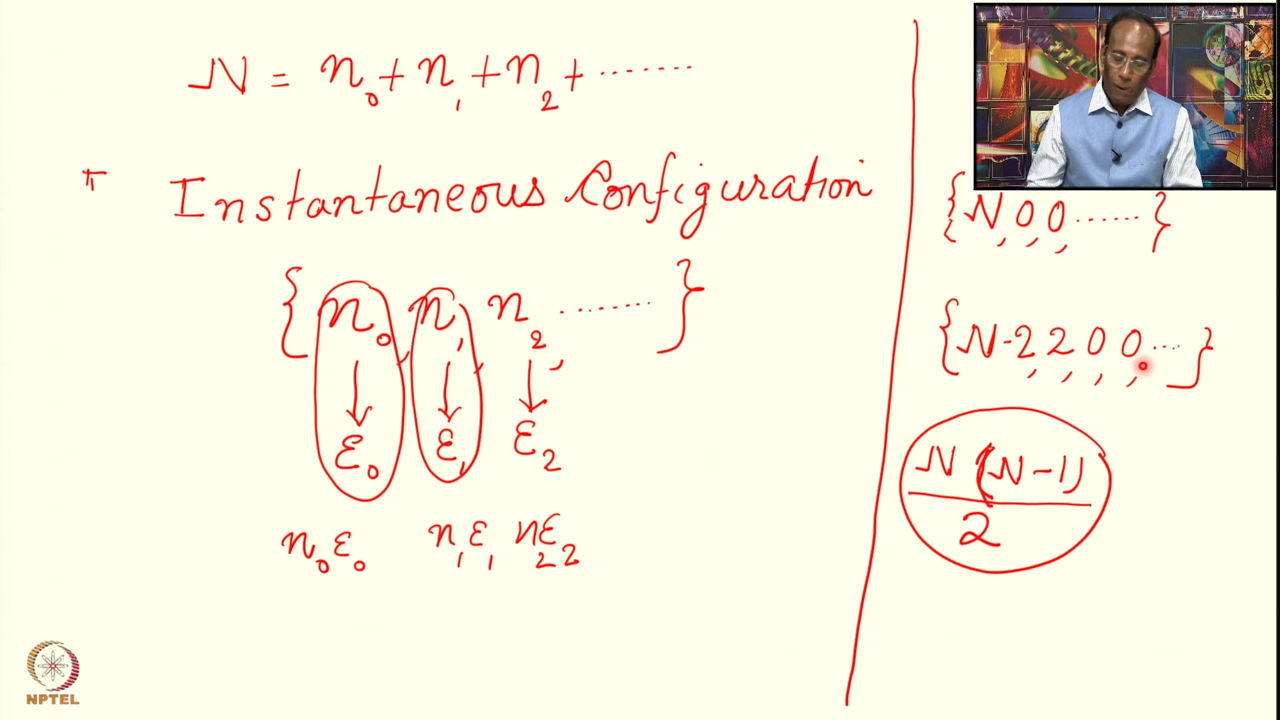 N = n₀ + n₁ + n₂ + .......
Instantaneous Configuration
{ n₀, n₁, n₂, ....... }
↓ ↓ ↓
ε₀ ε₁ ε₂
n₀ε₀ n₁ε₁ n₂ε₂
{N, 0, 0, ......}
{N-2, 2, 0, 0, ...}
N (N-1)
2
NPTEL